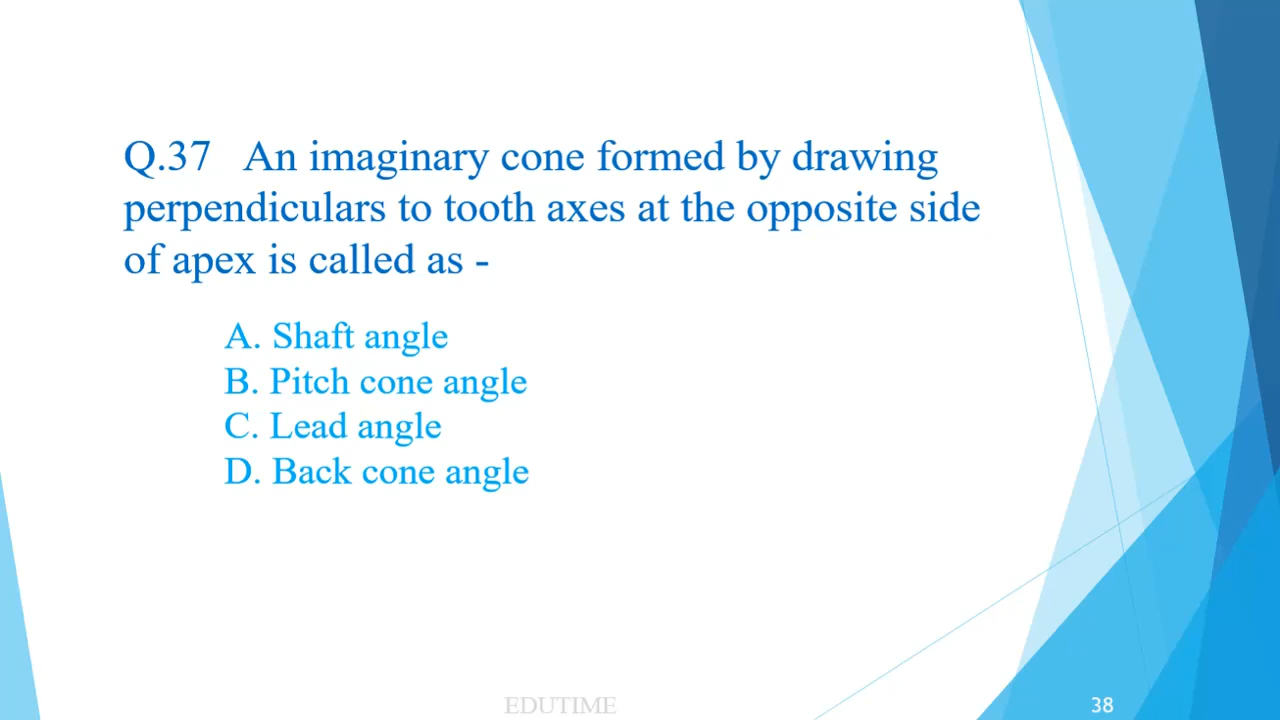 Q.37 An imaginary cone formed by drawing
perpendiculars to tooth axes at the opposite side
of apex is called as -
A. Shaft angle
B. Pitch cone angle
C. Lead angle
D. Back cone angle
EDUTIME
38